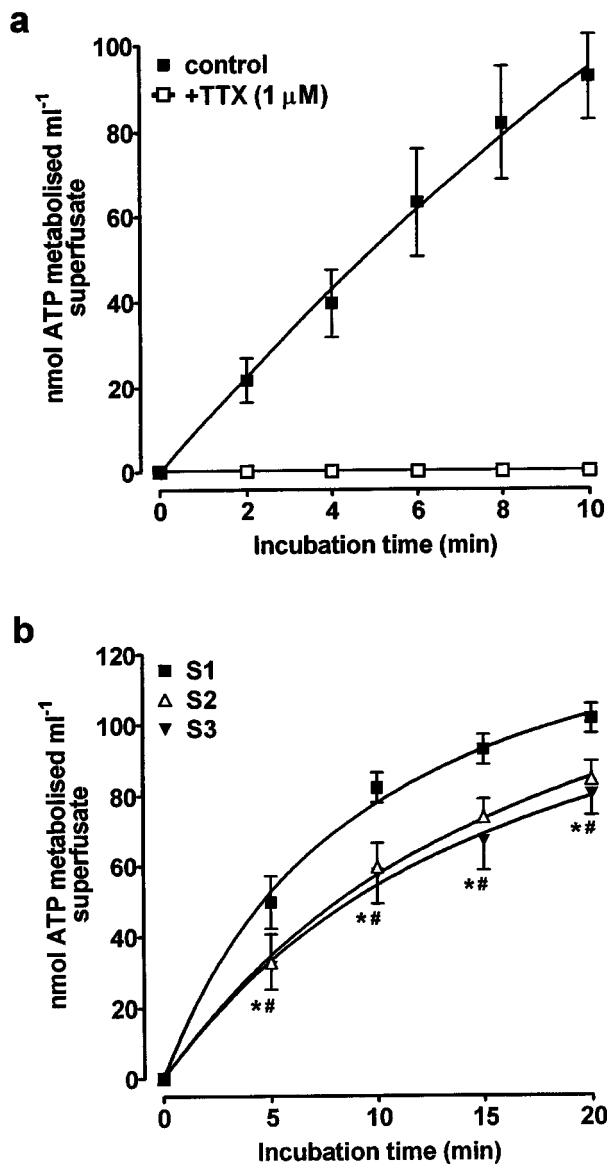 a
nmol ATP metabolised ml⁻¹
superfusate
100
80
60
40
20
0
control
+TTX (1 μM)
0 2 4 6 8 10
Incubation time (min)
b
nmol ATP metabolised ml⁻¹
superfusate
120
100
80
60
40
20
0
S1
S2
S3
*#
*#
*#
*#
0 5 10 15 20
Incubation time (min)